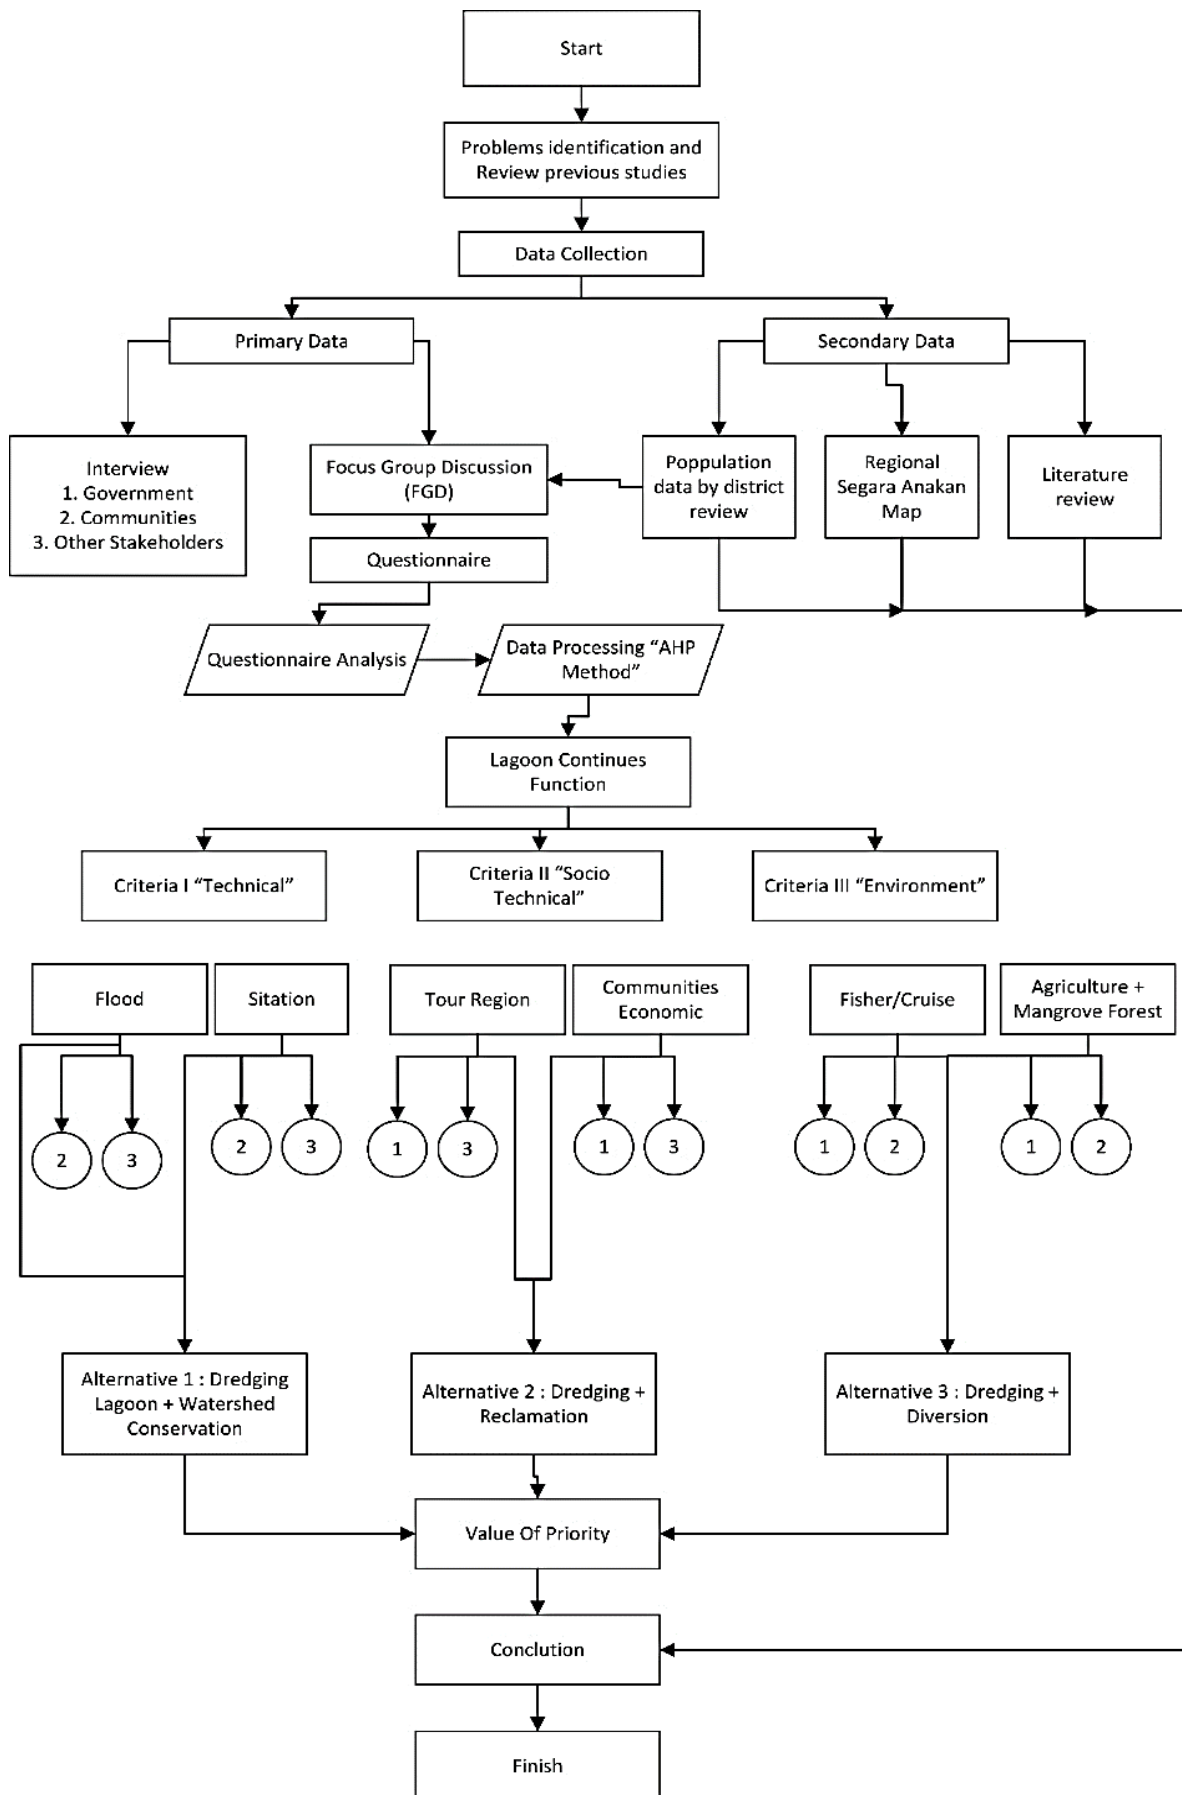 Start
Problems identification and
Review previous studies
Data Collection
Primary Data
Secondary Data
Interview
1. Government
2. Communities
3. Other Stakeholders
Focus Group Discussion
(FGD)
Poppulation
data by district
review
Regional
Segara Anakan
Map
Literature
review
Questionnaire
Questionnaire Analysis
Data Processing “AHP
Method”
Lagoon Continues
Function
Criteria I “Technical”
Criteria II “Socio
Technical”
Criteria III “Environment”
Flood
Sitation
Tour Region
Communities
Economic
Fisher/Cruise
Agriculture +
Mangrove Forest
2
3
2
3
1
3
1
3
1
2
1
2
Alternative 1 : Dredging
Lagoon + Watershed
Conservation
Alternative 2 : Dredging +
Reclamation
Alternative 3 : Dredging +
Diversion
Value Of Priority
Conclution
Finish